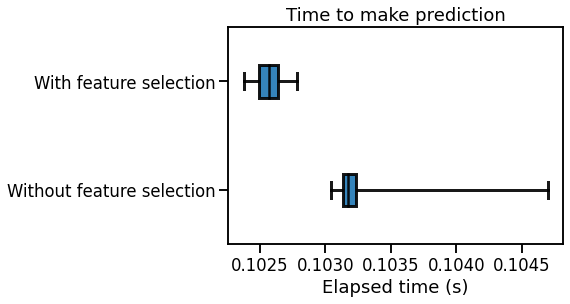 Time to make prediction
With feature selection
Without feature selection
0.1025 0.1030 0.1035 0.1040 0.1045
Elapsed time (s)